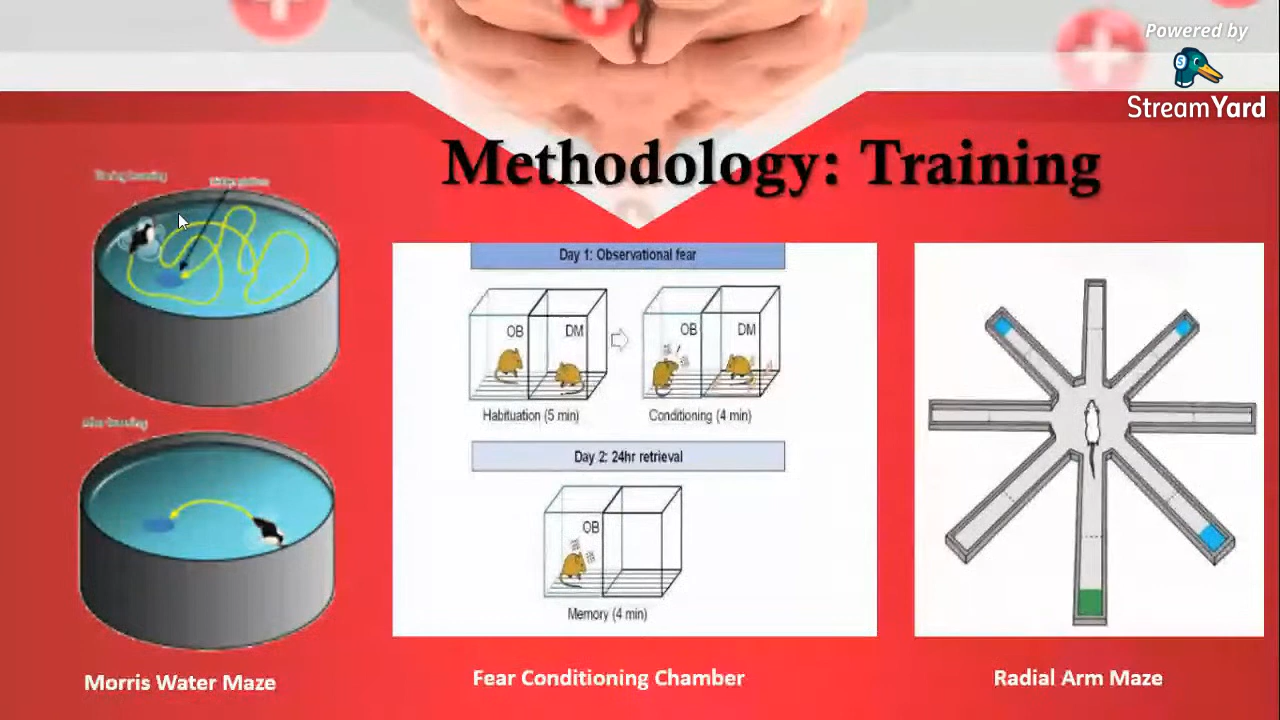 Powered by
StreamYard
Methodology: Training
Day 1: Observational fear
OB DM
OB DM
Habituation (5 min)
Conditioning (4 min)
Day 2: 24hr retrieval
OB
Memory (4 min)
Morris Water Maze
Fear Conditioning Chamber
Radial Arm Maze